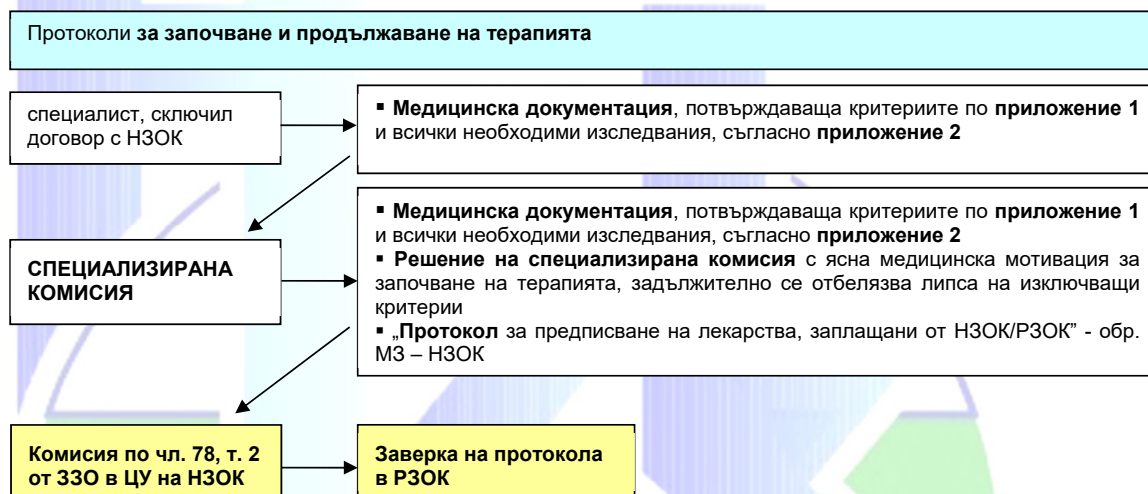 Протоколи за започване и продължаване на терапията
специалист, сключил
договор с НЗОК
▪ Медицинска документация, потвърждаваща критериите по приложение 1
и всички необходими изследвания, съгласно приложение 2
СПЕЦИАЛИЗИРАНА
КОМИСИЯ
▪ Медицинска документация, потвърждаваща критериите по приложение 1
и всички необходими изследвания, съгласно приложение 2
▪ Решение на специализирана комисия с ясна медицинска мотивация за
започване на терапията, задължително се отбелязва липса на изключващи
критерии
▪ „Протокол за предписване на лекарства, заплащани от НЗОК/РЗОК” - обр.
МЗ – НЗОК
Комисия по чл. 78, т. 2
от ЗЗО в ЦУ на НЗОК
Заверка на протокола
в РЗОК